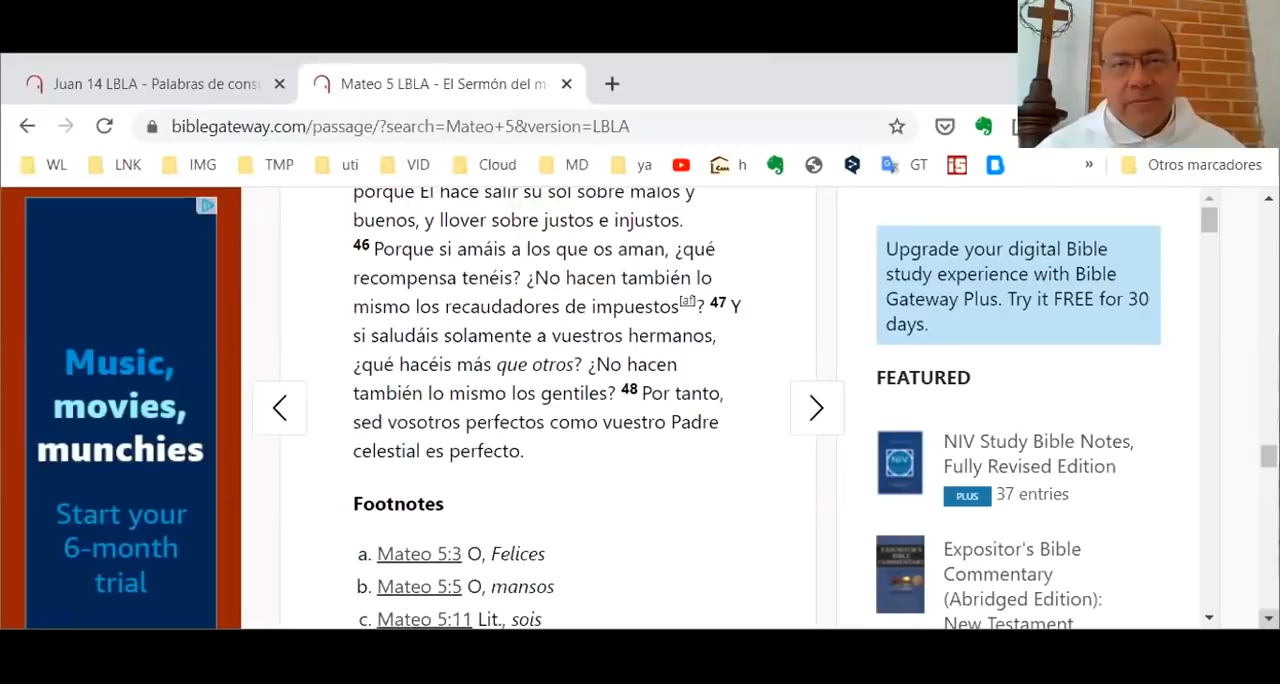 Juan 14 LBLA - Palabras de cons
Mateo 5 LBLA - El Sermón del m
biblegateway.com/passage/?search=Mateo+5&version=LBLA
WL LNK IMG TMP uti VID Cloud MD ya h GT Otros marcadores
porque Él hace salir su sol sobre malos y
buenos, y llover sobre justos e injustos.
46 Porque si amáis a los que os aman, ¿qué
recompensa tenéis? ¿No hacen también lo
mismo los recaudadores de impuestos[af]? 47 Y
si saludáis solamente a vuestros hermanos,
¿qué hacéis más que otros? ¿No hacen
también lo mismo los gentiles? 48 Por tanto,
sed vosotros perfectos como vuestro Padre
celestial es perfecto.
Footnotes
a. Mateo 5:3 O, Felices
b. Mateo 5:5 O, mansos
c. Mateo 5:11 Lit., sois
Music,
movies,
munchies
Start your
6-month
trial
Upgrade your digital Bible
study experience with Bible
Gateway Plus. Try it FREE for 30
days.
FEATURED
NIV
NIV Study Bible Notes,
Fully Revised Edition
PLUS 37 entries
Expositor's Bible
Commentary
(Abridged Edition):
New Testament